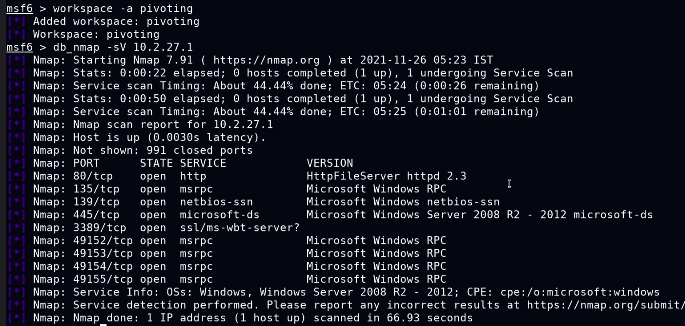 msf6 > workspace -a pivoting
[*] Added workspace: pivoting
[*] Workspace: pivoting
msf6 > db_nmap -sV 10.2.27.1
[*] Nmap: Starting Nmap 7.91 ( https://nmap.org ) at 2021-11-26 05:23 IST
[*] Nmap: Stats: 0:00:22 elapsed; 0 hosts completed (1 up), 1 undergoing Service Scan
[*] Nmap: Service scan Timing: About 44.44% done; ETC: 05:24 (0:00:26 remaining)
[*] Nmap: Stats: 0:00:50 elapsed; 0 hosts completed (1 up), 1 undergoing Service Scan
[*] Nmap: Service scan Timing: About 44.44% done; ETC: 05:25 (0:01:01 remaining)
[*] Nmap: Nmap scan report for 10.2.27.1
[*] Nmap: Host is up (0.0030s latency).
[*] Nmap: Not shown: 991 closed ports
[*] Nmap: PORT      STATE SERVICE            VERSION
[*] Nmap: 80/tcp    open  http               HttpFileServer httpd 2.3
[*] Nmap: 135/tcp   open  msrpc              Microsoft Windows RPC
[*] Nmap: 139/tcp   open  netbios-ssn        Microsoft Windows netbios-ssn
[*] Nmap: 445/tcp   open  microsoft-ds       Microsoft Windows Server 2008 R2 - 2012 microsoft-ds
[*] Nmap: 3389/tcp  open  ssl/ms-wbt-server?
[*] Nmap: 49152/tcp open  msrpc              Microsoft Windows RPC
[*] Nmap: 49153/tcp open  msrpc              Microsoft Windows RPC
[*] Nmap: 49154/tcp open  msrpc              Microsoft Windows RPC
[*] Nmap: 49155/tcp open  msrpc              Microsoft Windows RPC
[*] Nmap: Service Info: OSs: Windows, Windows Server 2008 R2 - 2012; CPE: cpe:/o:microsoft:windows
[*] Nmap: Service detection performed. Please report any incorrect results at https://nmap.org/submit/
[*] Nmap: Nmap done: 1 IP address (1 host up) scanned in 66.93 seconds